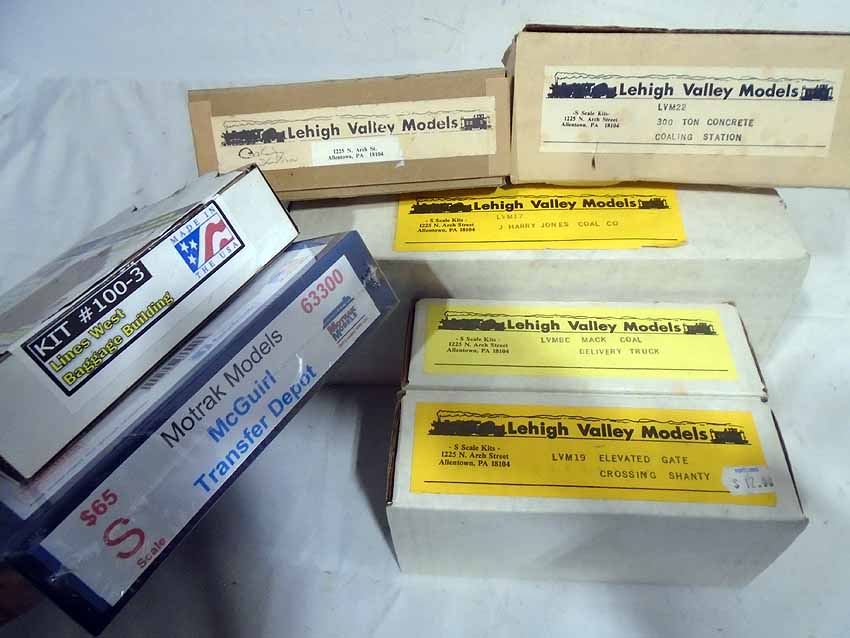 Lehigh Valley Models
1225 N. Arch St.
Allentown, PA 18104
Lehigh Valley Models
- S Scale Kits -
1225 N. Arch Street
Allentown, PA 18104
LVM22
300 TON CONCRETE
COALING STATION
Lehigh Valley Models
- S Scale Kits -
1225 N. Arch Street
Allentown, PA 18104
LVM17
J HARRY JONES COAL CO
Lehigh Valley Models
- S Scale Kits -
1225 N. Arch Street
Allentown, PA 18104
LVM8C MACK COAL
DELIVERY TRUCK
Lehigh Valley Models
- S Scale Kits -
1225 N. Arch Street
Allentown, PA 18104
LVM19 ELEVATED GATE
CROSSING SHANTY
MADE IN
THE USA
KIT #100-3
Lines West
Baggage Building
63300
MOTRAK
MODELS
Motrak Models
McGuirl
Transfer Depot
$65
S
Scale